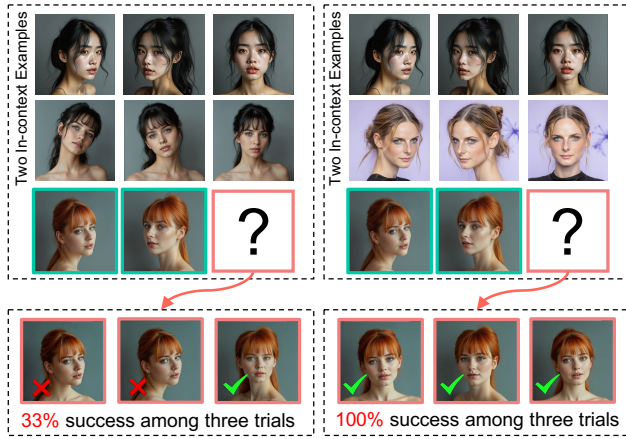 Two In-context Examples
?
33% success among three trials
Two In-context Examples
?
100% success among three trials